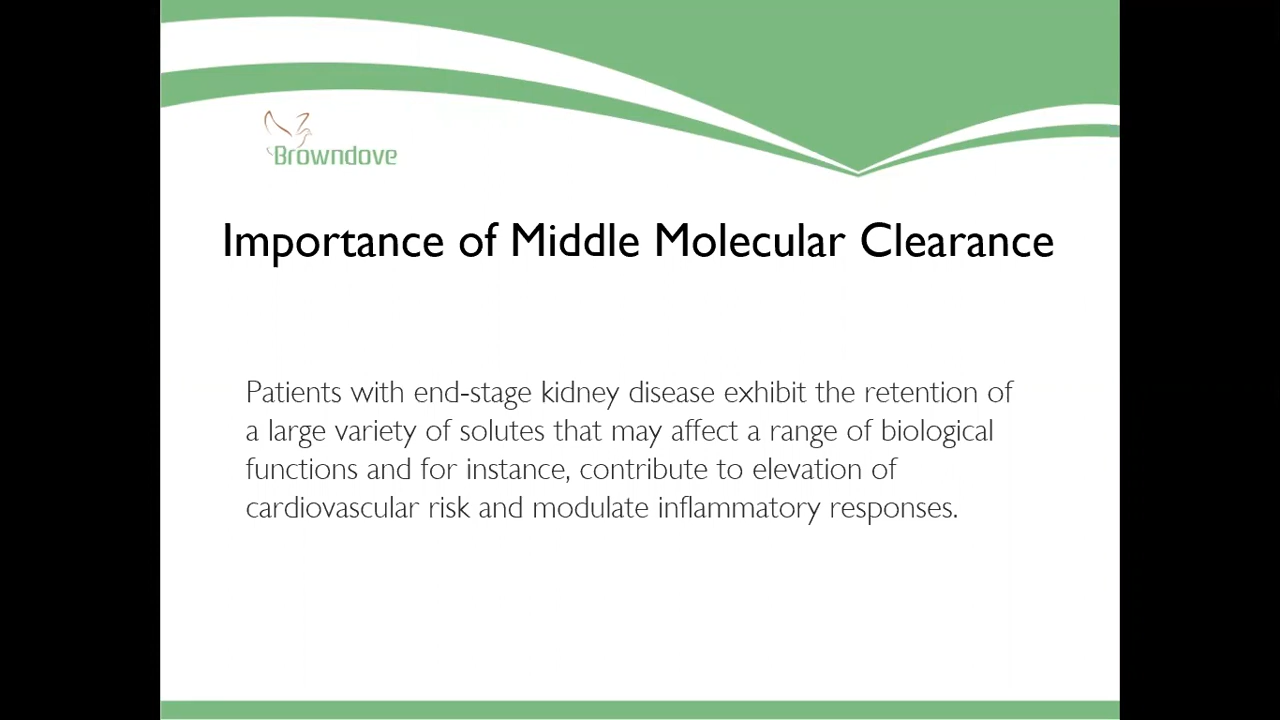 Browndove
Importance of Middle Molecular Clearance
Patients with end-stage kidney disease exhibit the retention of
a large variety of solutes that may affect a range of biological
functions and for instance, contribute to elevation of
cardiovascular risk and modulate inflammatory responses.